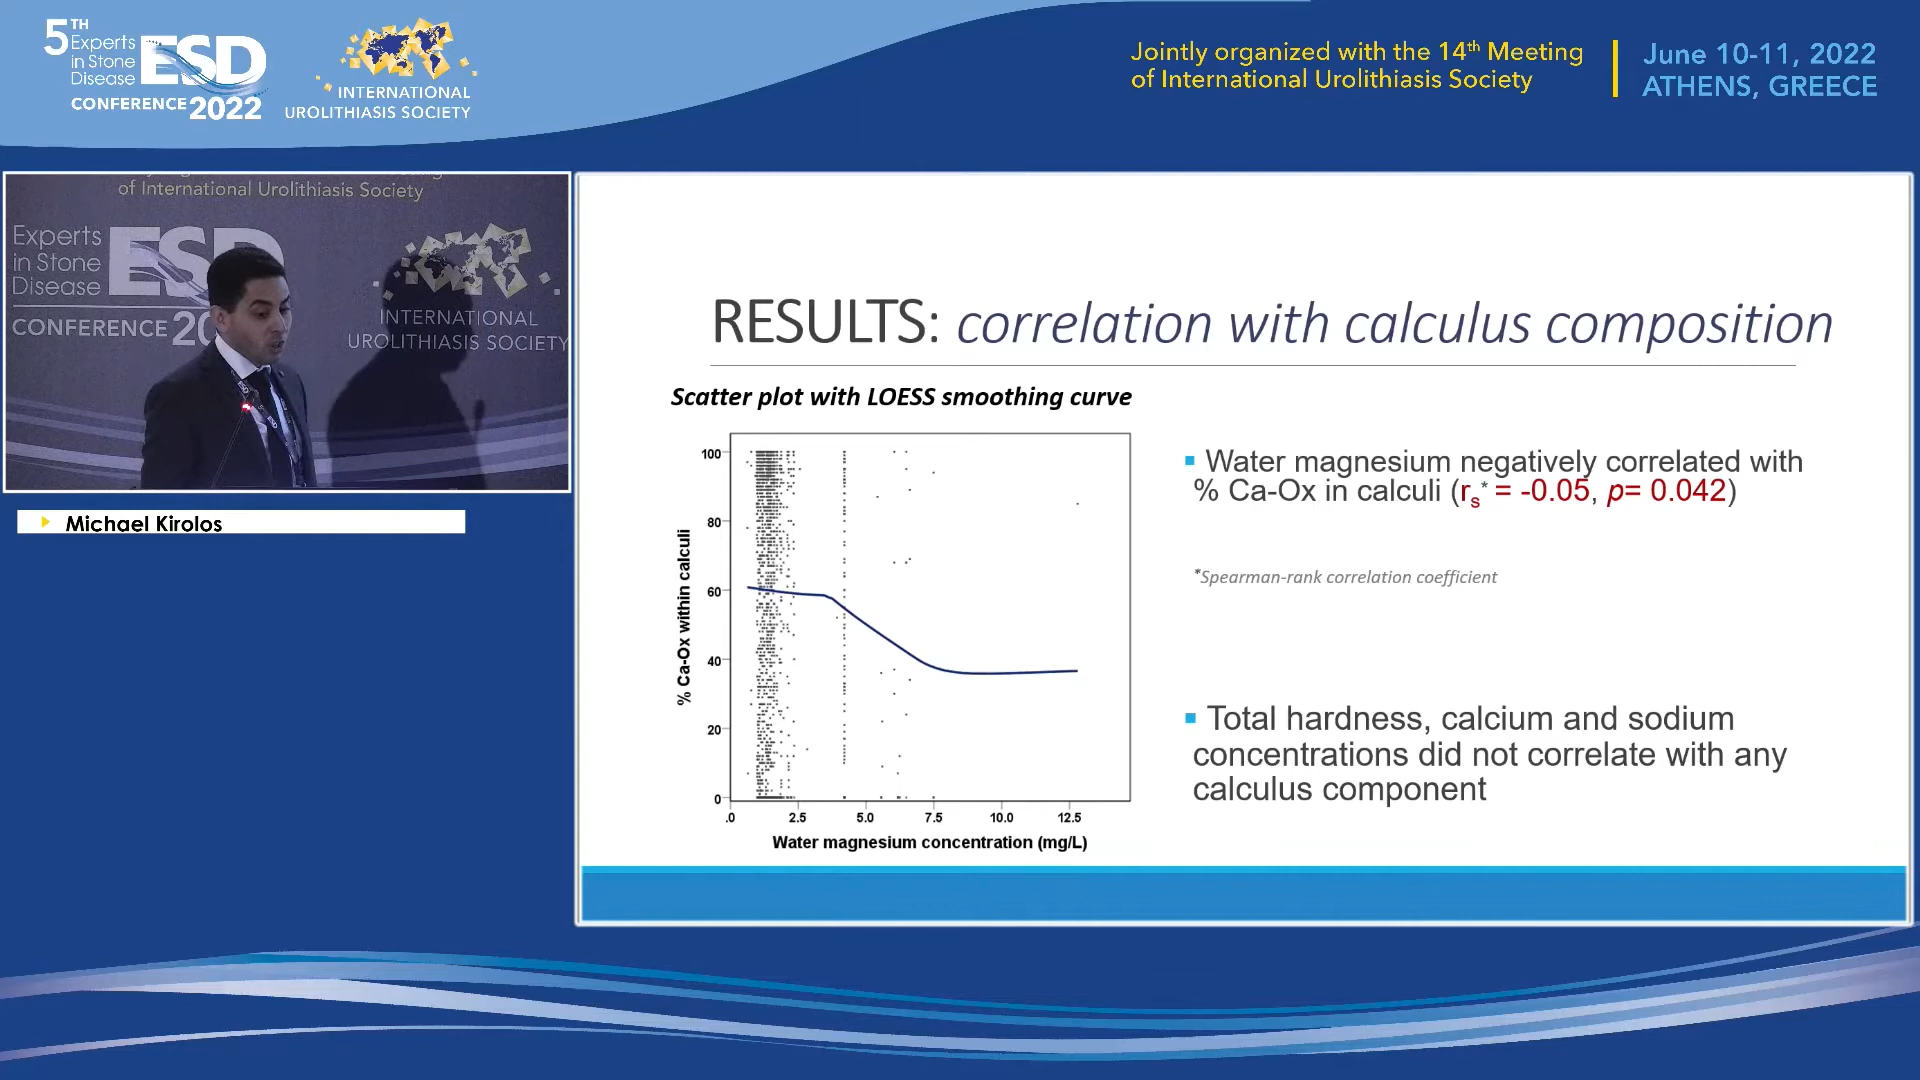 5TH
Experts
in Stone
Disease
ESD
CONFERENCE 2022
INTERNATIONAL
UROLITHIASIS SOCIETY
Jointly organized with the 14th Meeting
of International Urolithiasis Society
June 10-11, 2022
ATHENS, GREECE
of International Urolithiasis Society
Experts
in Stone
Disease
ESD
CONFERENCE 20
INTERNATIONAL
UROLITHIASIS SOCIETY
Michael Kirolos
RESULTS: correlation with calculus composition
Scatter plot with LOESS smoothing curve
% Ca-Ox within calculi
100
80
60
40
20
0
.0 2.5 5.0 7.5 10.0 12.5
Water magnesium concentration (mg/L)
Water magnesium negatively correlated with
% Ca-Ox in calculi (rs* = -0.05, p= 0.042)
*Spearman-rank correlation coefficient
Total hardness, calcium and sodium
concentrations did not correlate with any
calculus component